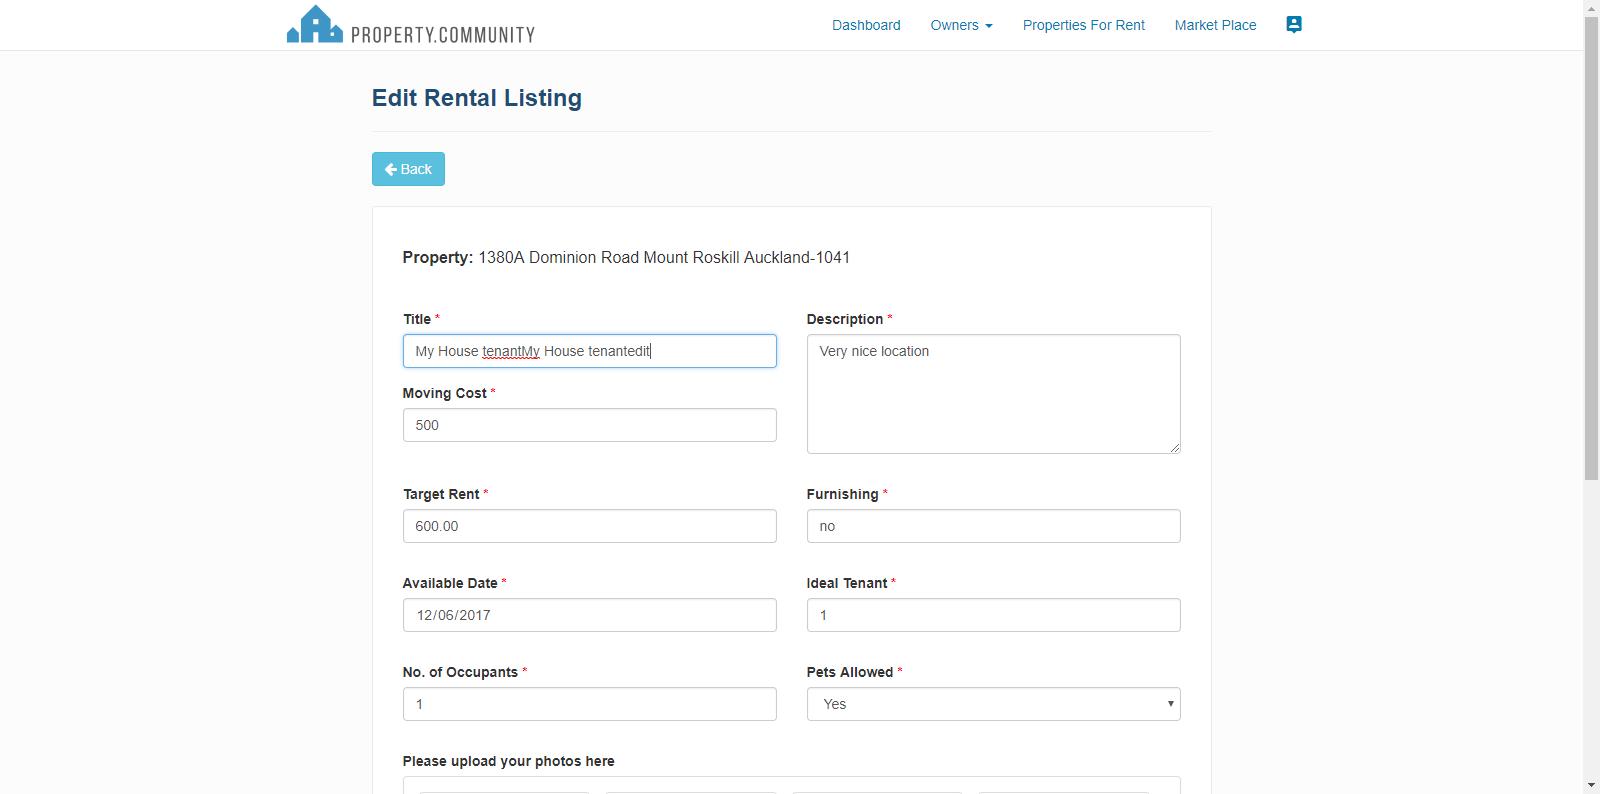 PROPERTY.COMMUNITY
Dashboard Owners Properties For Rent Market Place
Edit Rental Listing
Back
Property: 1380A Dominion Road Mount Roskill Auckland-1041
Title * Description *
My House tenantMy House tenantedit Very nice location
Moving Cost *
500
Target Rent * Furnishing *
600.00 no
Available Date * Ideal Tenant *
12/06/2017 1
No. of Occupants * Pets Allowed *
1 Yes
Please upload your photos here